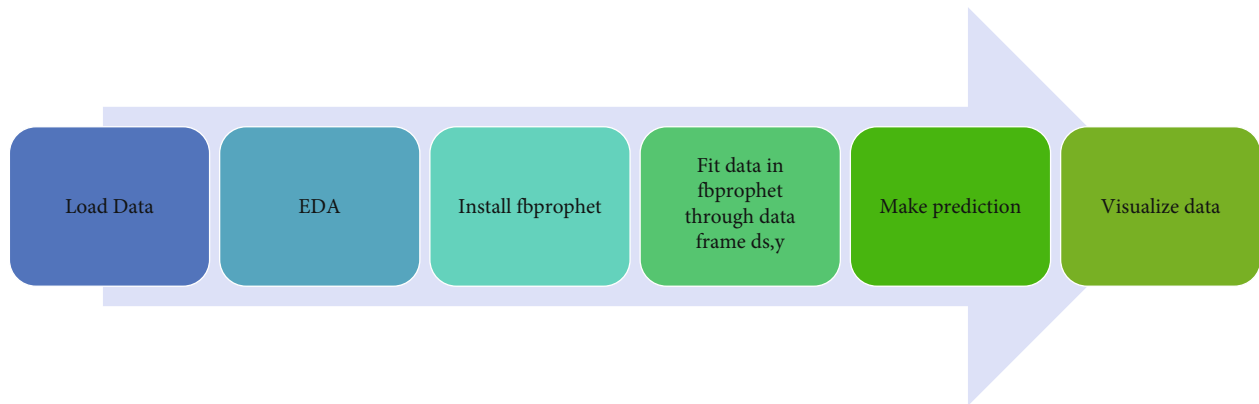 Load Data
EDA
Install fbprophet
Fit data in
fbprophet
through data
frame ds,y
Make prediction
Visualize data